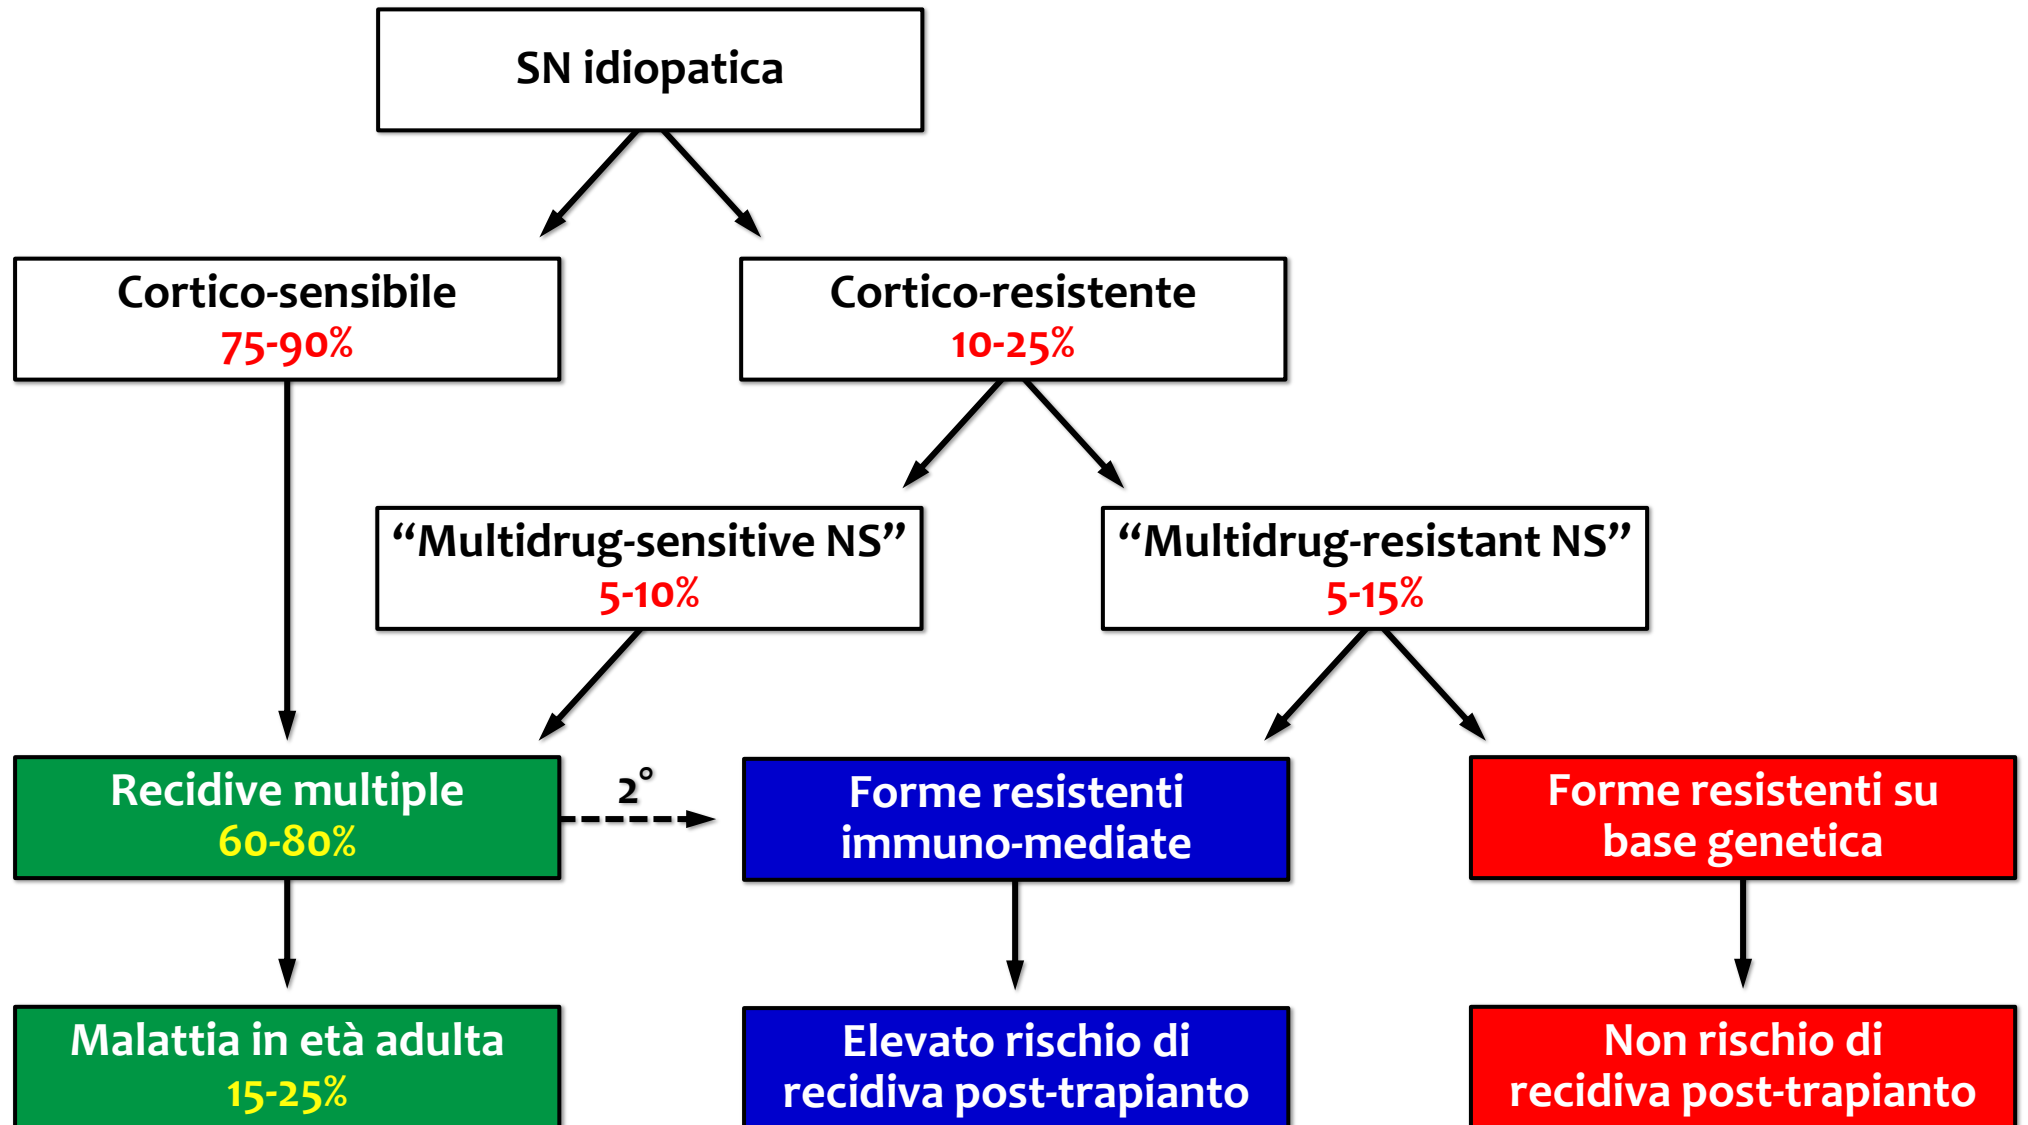 SN idiopatica
Cortico-sensibile
75-90%
Cortico-resistente
10-25%
“Multidrug-sensitive NS”
5-10%
“Multidrug-resistant NS”
5-15%
Recidive multiple
60-80%
2°
Forme resistenti
immuno-mediate
Forme resistenti su
base genetica
Malattia in età adulta
15-25%
Elevato rischio di
recidiva post-trapianto
Non rischio di
recidiva post-trapianto